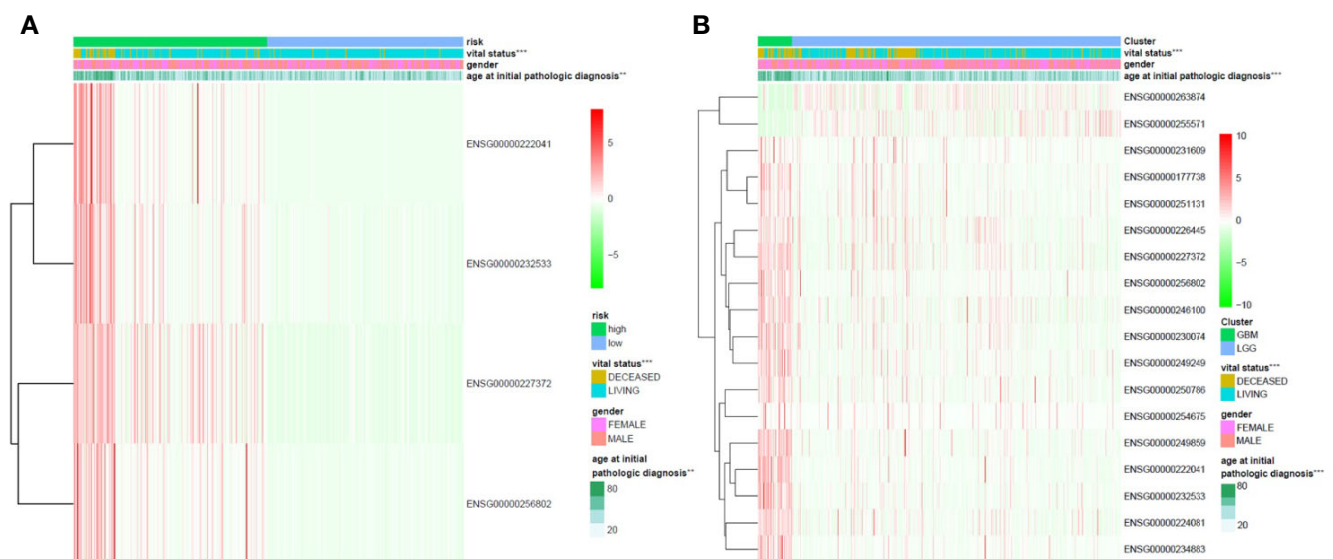 A
risk
vital status***
gender
age at initial pathologic diagnosis**
ENSG00000222041
ENSG00000232533
ENSG00000227372
ENSG00000256802
5
0
−5
risk
high
low
vital status***
DECEASED
LIVING
gender
FEMALE
MALE
age at initial
pathologic diagnosis**
80
20
B
Cluster
vital status***
gender
age at initial pathologic diagnosis***
ENSG00000263874
ENSG00000255571
ENSG00000231609
ENSG00000177738
ENSG00000251131
ENSG00000226445
ENSG00000227372
ENSG00000256802
ENSG00000246100
ENSG00000230074
ENSG00000249249
ENSG00000250786
ENSG00000254675
ENSG00000249859
ENSG00000222041
ENSG00000232533
ENSG00000224081
ENSG00000234883
10
5
0
−5
−10
Cluster
GBM
LGG
vital status***
DECEASED
LIVING
gender
FEMALE
MALE
age at initial
pathologic diagnosis***
80
20